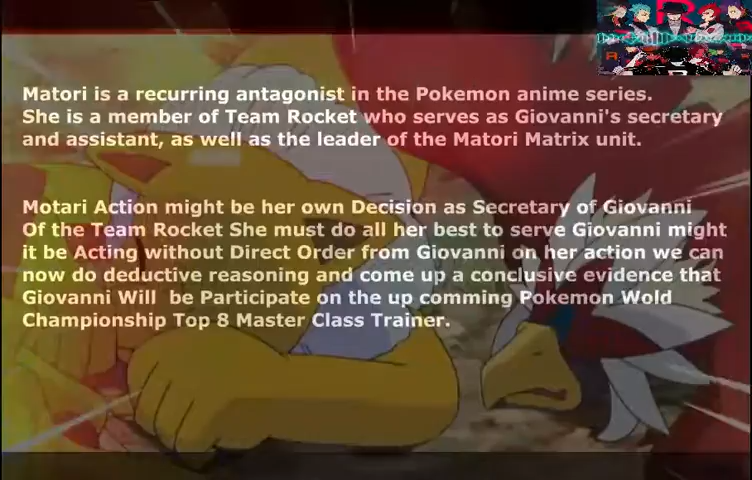 Matori is a recurring antagonist in the Pokemon anime series.
She is a member of Team Rocket who serves as Giovanni's secretary
and assistant, as well as the leader of the Matori Matrix unit.
Motari Action might be her own Decision as Secretary of Giovanni
Of the Team Rocket She must do all her best to serve Giovanni might
it be Acting without Direct Order from Giovanni on her action we can
now do deductive reasoning and come up a conclusive evidence that
Giovanni Will be Participate on the up comming Pokemon Wold
Championship Top 8 Master Class Trainer.